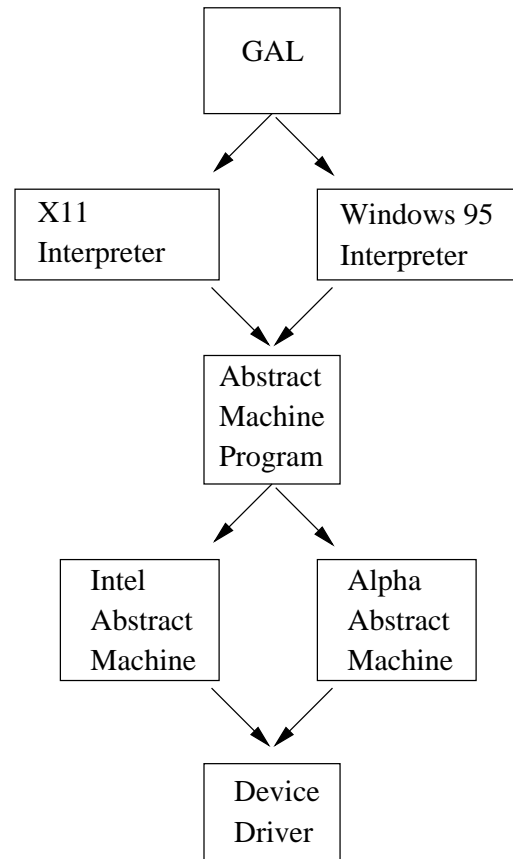 GAL
X11
Interpreter
Windows 95
Interpreter
Abstract
Machine
Program
Intel
Abstract
Machine
Alpha
Abstract
Machine
Device
Driver